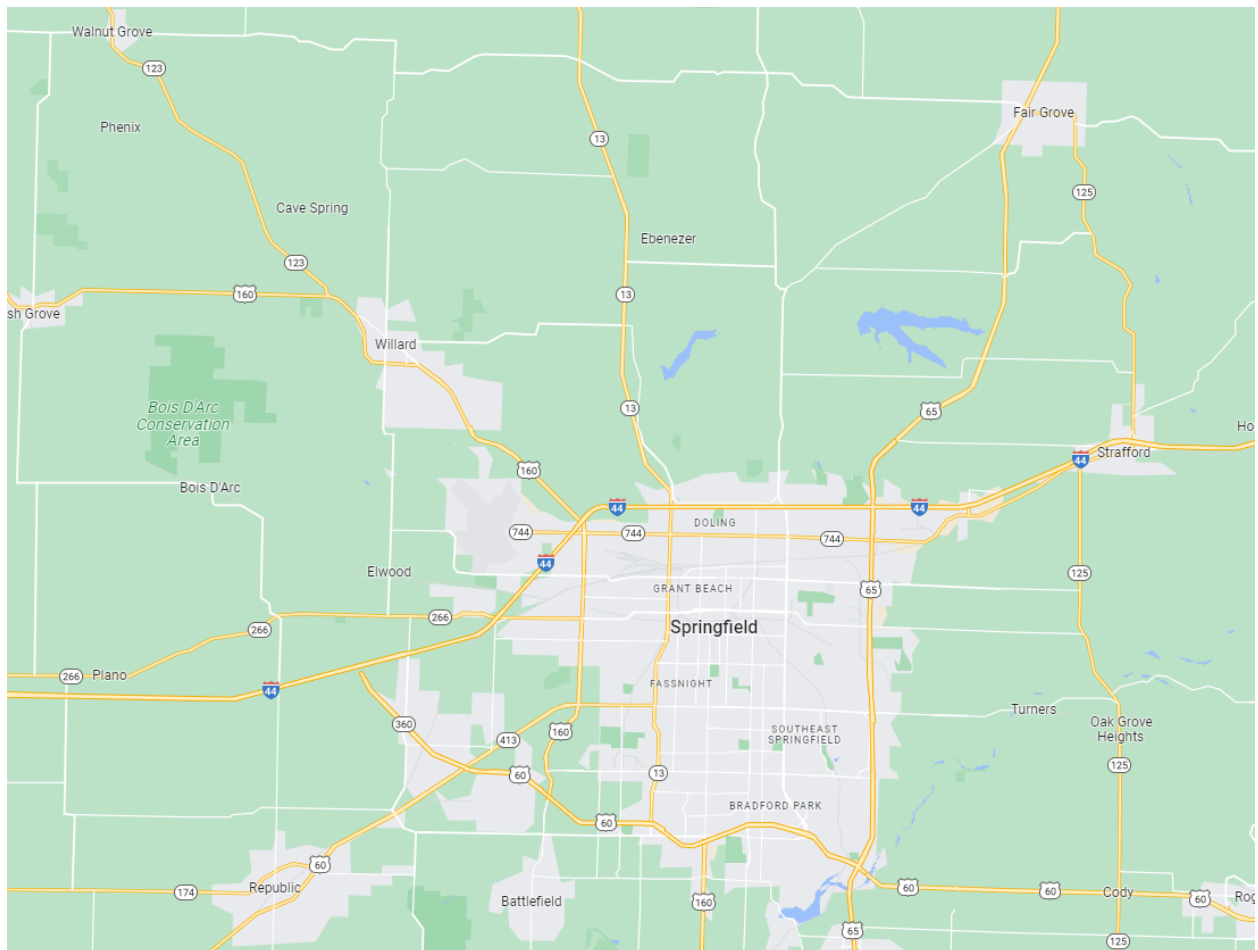 Walnut Grove
123
Phenix
13
Fair Grove
125
Cave Spring
Ebenezer
123
160
13
sh Grove
Willard
13
65
Bois D'Arc
Conservation
Area
Ho
Strafford
44
160
Bois D'Arc
44
44
DOLING
744
744
744
44
Elwood
125
GRANT BEACH
65
266
Springfield
266
Plano
266
44
FASSNIGHT
Turners
Oak Grove
Heights
360
160
413
SOUTHEAST
SPRINGFIELD
125
60
13
BRADFORD PARK
60
60
174
Republic
Battlefield
160
60
60
Cody
60
Rog
65
125